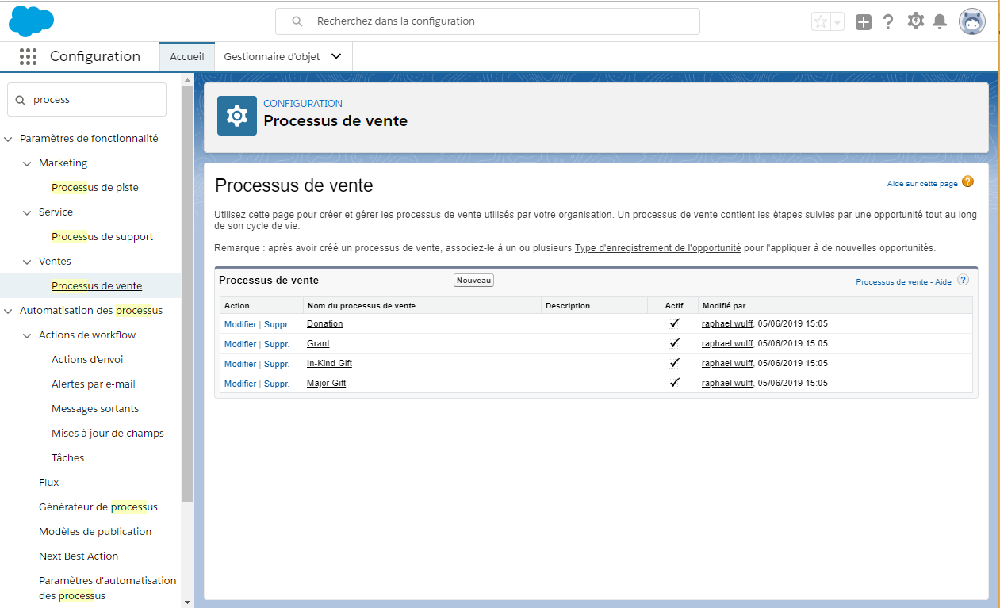 Recherchez dans la configuration
Configuration
Accueil
Gestionnaire d'objet
process
Paramètres de fonctionnalité
Marketing
Processus de piste
Service
Processus de support
Ventes
Processus de vente
Automatisation des processus
Actions de workflow
Actions d'envoi
Alertes par e-mail
Messages sortants
Mises à jour de champs
Tâches
Flux
Générateur de processus
Modèles de publication
Next Best Action
Paramètres d'automatisation
des processus
CONFIGURATION
Processus de vente
Processus de vente
Aide sur cette page ?
Utilisez cette page pour créer et gérer les processus de vente utilisés par votre organisation. Un processus de vente contient les étapes suivies par une opportunité tout au long
de son cycle de vie.
Remarque : après avoir créé un processus de vente, associez-le à un ou plusieurs Type d'enregistrement de l'opportunité pour l'appliquer à de nouvelles opportunités.
Processus de vente Nouveau Processus de vente - Aide ?
Action Nom du processus de vente Description Actif Modifié par
Modifier | Suppr. Donation ✓ raphael wulff, 05/06/2019 15:05
Modifier | Suppr. Grant ✓ raphael wulff, 05/06/2019 15:05
Modifier | Suppr. In-Kind Gift ✓ raphael wulff, 05/06/2019 15:05
Modifier | Suppr. Major Gift ✓ raphael wulff, 05/06/2019 15:05